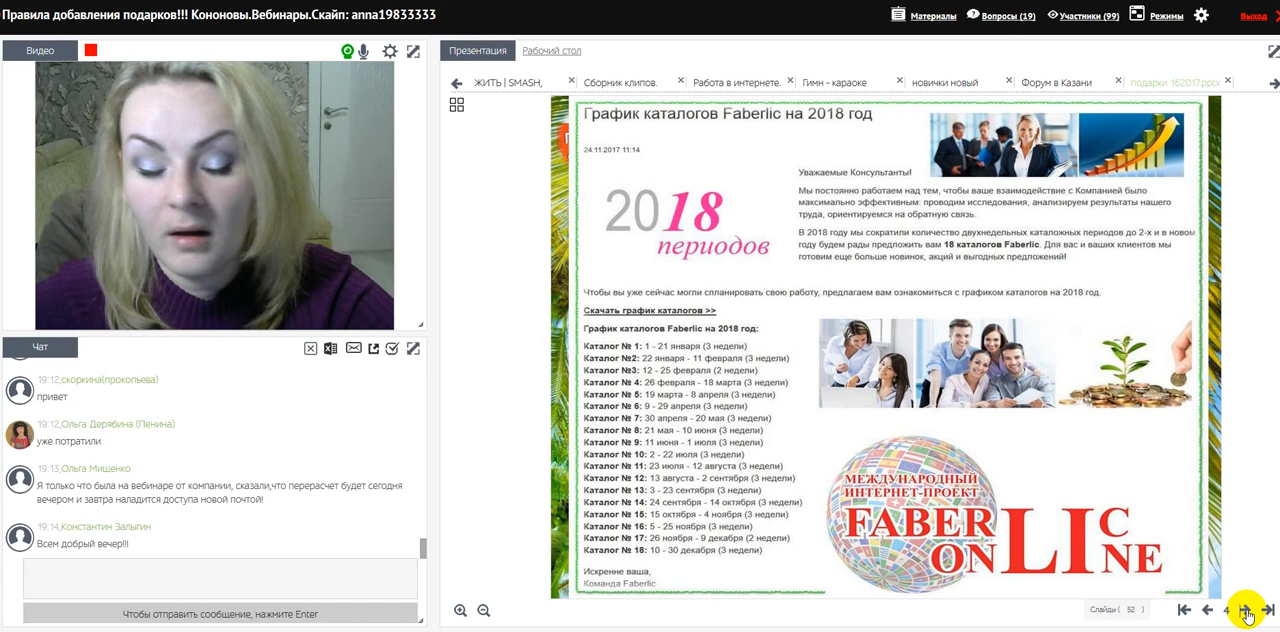 Правила добавления подарков!!! Кононовы.Вебинары.Скайп: anna19833333
Материалы
Вопросы (19)
Участники (99)
Режимы
Выход
Видео
Презентация
Рабочий стол
ЖИТЬ | SMASH,
Сборник клипов.
Работа в интернете.
Гимн - караоке
новички новый
Форум в Казани
подарки 162017.pptx
График каталогов Faberlic на 2018 год
24.11.2017 11:14
2018
периодов
Уважаемые Консультанты!
Мы постоянно работаем над тем, чтобы ваше взаимодействие с Компанией было
максимально эффективным: проводим исследования, анализируем результаты нашего
труда, ориентируемся на обратную связь.
В 2018 году мы сократили количество двухнедельных каталожных периодов до 2-х и в новом
году будем рады предложить вам 18 каталогов Faberlic. Для вас и ваших клиентов мы
готовим еще больше новинок, акций и выгодных предложений!
Чтобы вы уже сейчас могли спланировать свою работу, предлагаем вам ознакомиться с графиком каталогов на 2018 год.
Скачать график каталогов >>
График каталогов Faberlic на 2018 год:
Каталог № 1: 1 - 21 января (3 недели)
Каталог №2: 22 января - 11 февраля (3 недели)
Каталог №3: 12 - 25 февраля (2 недели)
Каталог № 4: 26 февраля - 18 марта (3 недели)
Каталог № 5: 19 марта - 8 апреля (3 недели)
Каталог № 6: 9 - 29 апреля (3 недели)
Каталог № 7: 30 апреля - 20 мая (3 недели)
Каталог № 8: 21 мая - 10 июня (3 недели)
Каталог № 9: 11 июня - 1 июля (3 недели)
Каталог № 10: 2 - 22 июля (3 недели)
Каталог № 11: 23 июля - 12 августа (3 недели)
Каталог № 12: 13 августа - 2 сентября (3 недели)
Каталог № 13: 3 - 23 сентября (3 недели)
Каталог № 14: 24 сентября - 14 октября (3 недели)
Каталог № 15: 15 октября - 4 ноября (3 недели)
Каталог № 16: 5 - 25 ноября (3 недели)
Каталог № 17: 26 ноября - 9 декабря (2 недели)
Каталог № 18: 10 - 30 декабря (3 недели)
Искренне ваша,
Команда Faberlic
МЕЖДУНАРОДНЫЙ
ИНТЕРНЕТ-ПРОЕКТ
FABERLIC
ONLINE
Слайды ( 52 )
4
Чат
19:12,скоркина(прокопьева)
привет
19:12,Ольга Дерябина (Пенина)
уже потратили
19:13,Ольга Мищенко
Я только что была на вебинаре от компании, сказали,что перерасчет будет сегодня
вечером и завтра наладится доступа новой почтой!
19:14,Константин Залыгин
Всем добрый вечер!!!
Чтобы отправить сообщение, нажмите Enter